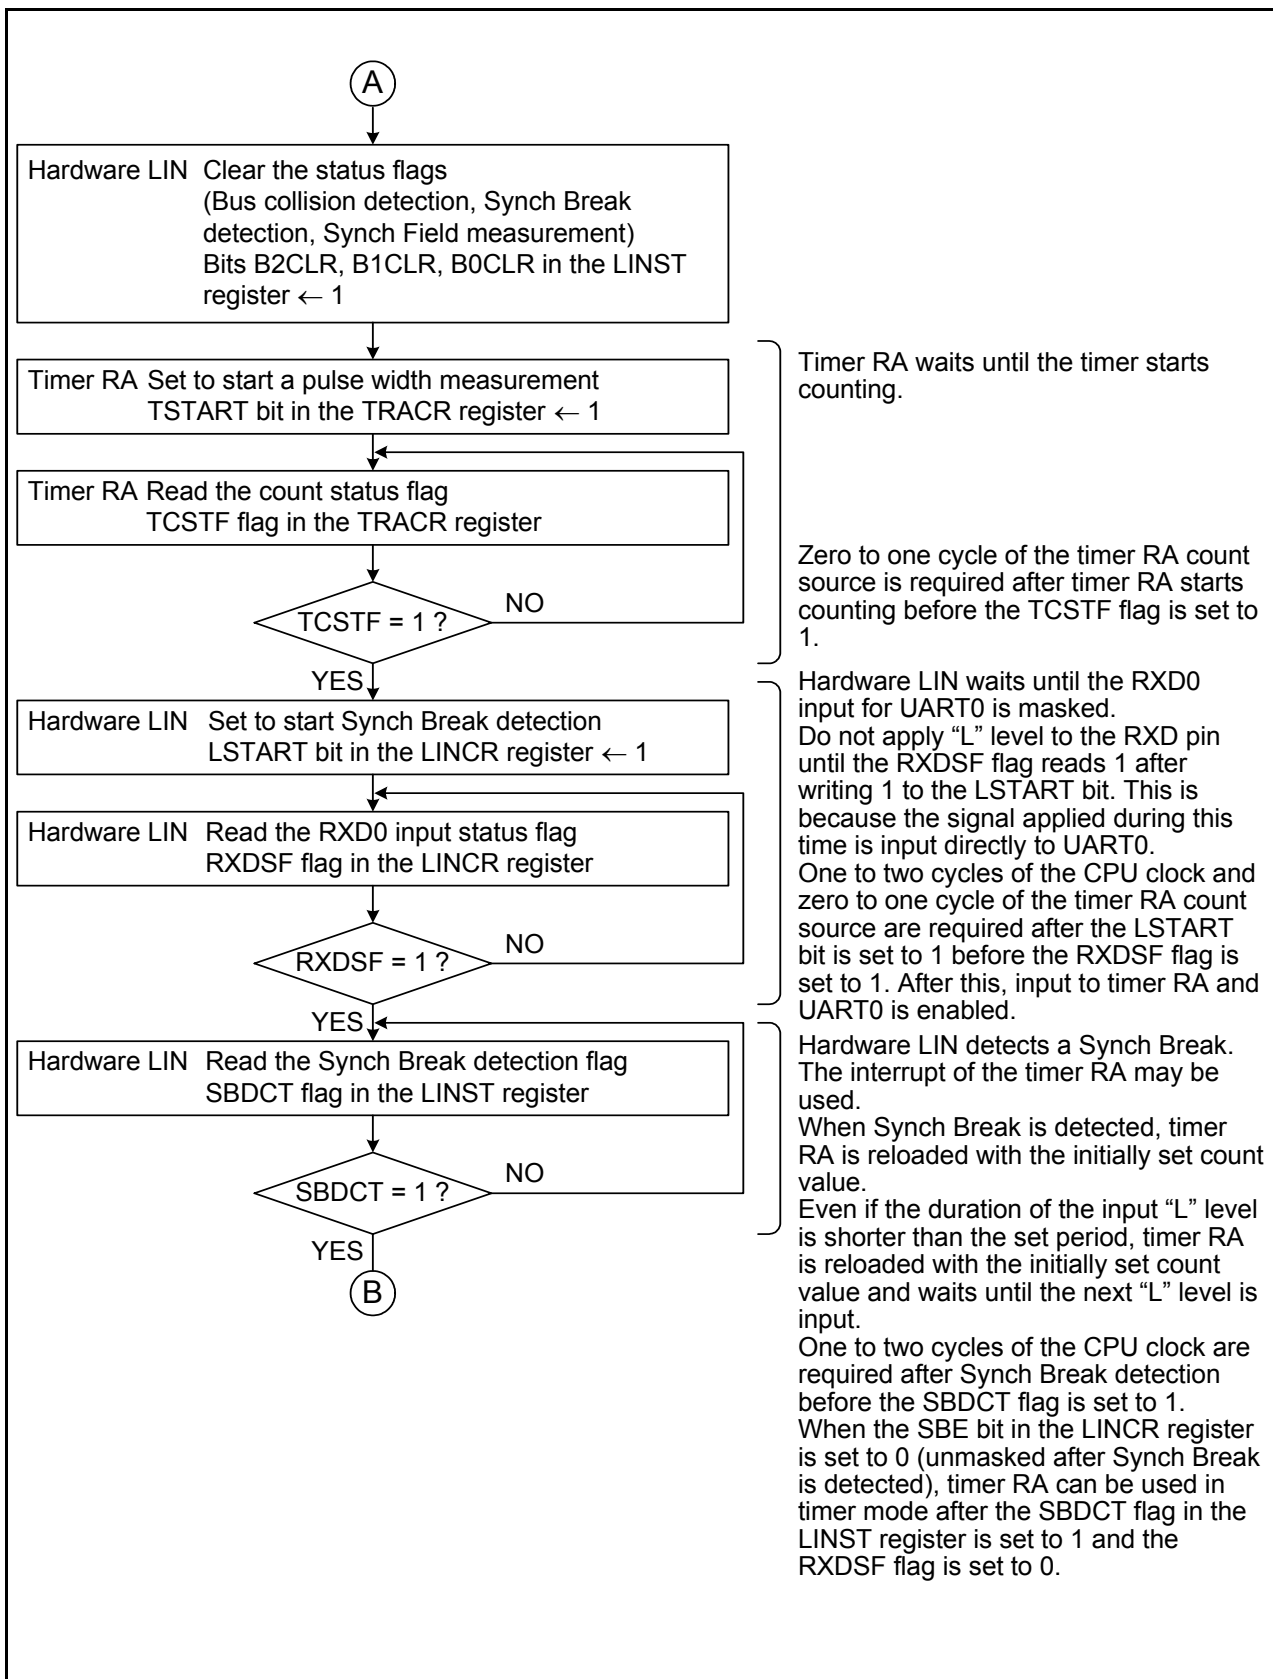 A
Hardware LIN Clear the status flags
(Bus collision detection, Synch Break
detection, Synch Field measurement)
Bits B2CLR, B1CLR, B0CLR in the LINST
register ← 1
Timer RA Set to start a pulse width measurement
TSTART bit in the TRACR register ← 1
Timer RA waits until the timer starts
counting.
Timer RA Read the count status flag
TCSTF flag in the TRACR register
TCSTF = 1 ?
NO
YES
Zero to one cycle of the timer RA count
source is required after timer RA starts
counting before the TCSTF flag is set to
1.
Hardware LIN Set to start Synch Break detection
LSTART bit in the LINCR register ← 1
Hardware LIN Read the RXD0 input status flag
RXDSF flag in the LINCR register
RXDSF = 1 ?
NO
YES
Hardware LIN waits until the RXD0
input for UART0 is masked.
Do not apply “L” level to the RXD pin
until the RXDSF flag reads 1 after
writing 1 to the LSTART bit. This is
because the signal applied during this
time is input directly to UART0.
One to two cycles of the CPU clock and
zero to one cycle of the timer RA count
source are required after the LSTART
bit is set to 1 before the RXDSF flag is
set to 1. After this, input to timer RA and
UART0 is enabled.
Hardware LIN Read the Synch Break detection flag
SBDCT flag in the LINST register
SBDCT = 1 ?
NO
YES
B
Hardware LIN detects a Synch Break.
The interrupt of the timer RA may be
used.
When Synch Break is detected, timer
RA is reloaded with the initially set count
value.
Even if the duration of the input “L” level
is shorter than the set period, timer RA
is reloaded with the initially set count
value and waits until the next “L” level is
input.
One to two cycles of the CPU clock are
required after Synch Break detection
before the SBDCT flag is set to 1.
When the SBE bit in the LINCR register
is set to 0 (unmasked after Synch Break
is detected), timer RA can be used in
timer mode after the SBDCT flag in the
LINST register is set to 1 and the
RXDSF flag is set to 0.